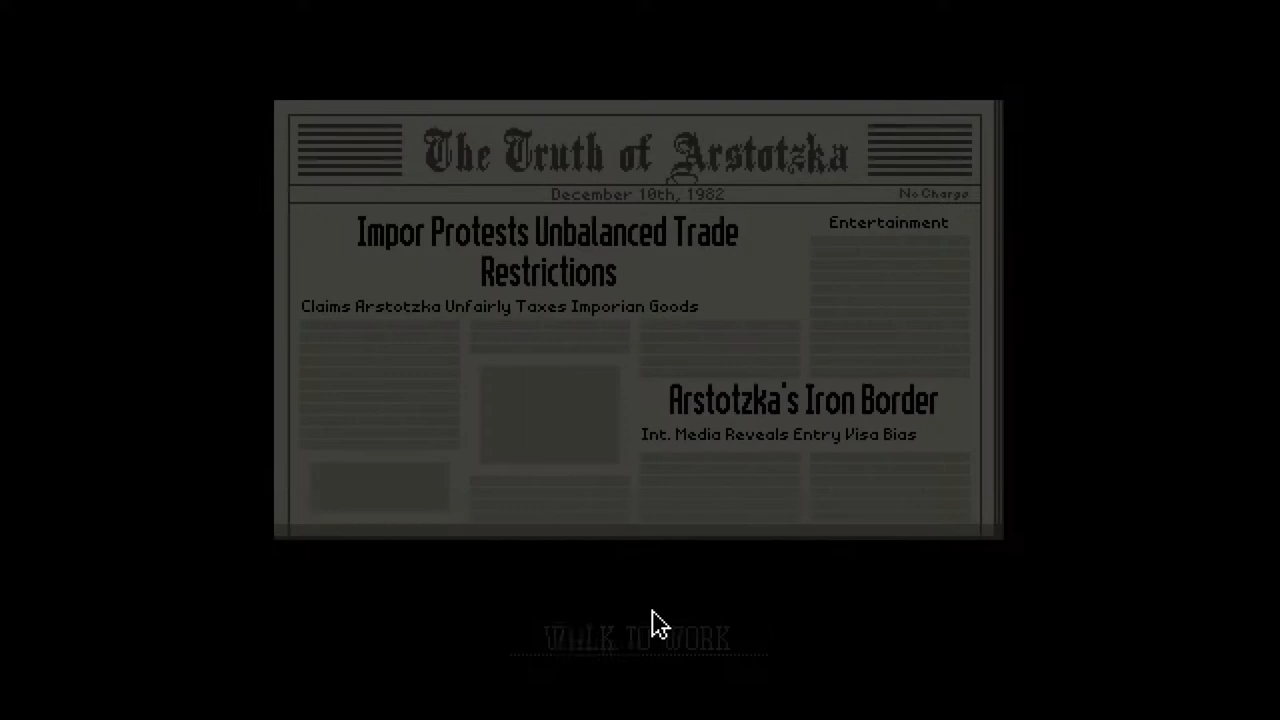 The Truth of Arstotzka
December 10th, 1982
No Charge
Impor Protests Unbalanced Trade
Restrictions
Claims Arstotzka Unfairly Taxes Imporian Goods
Entertainment
Arstotzka's Iron Border
Int. Media Reveals Entry Visa Bias
WALK TO WORK